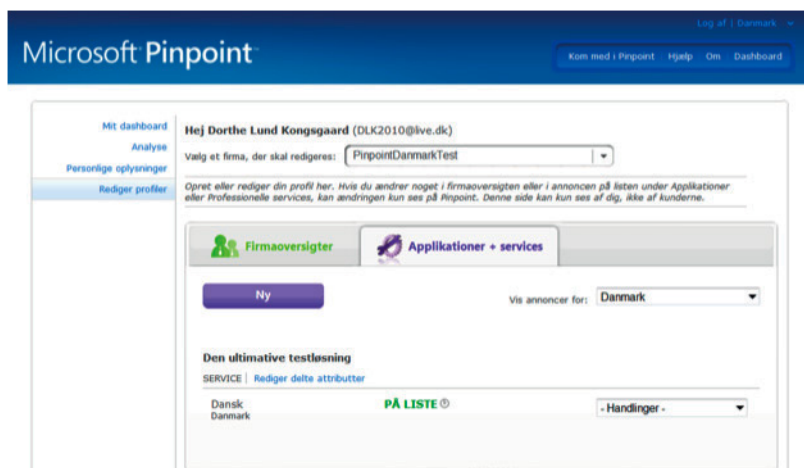 Log af | Danmark
Microsoft Pinpoint
Kom med i Pinpoint Hjælp Om Dashboard
Mit dashboard
Analyse
Personlige oplysninger
Rediger profiler
Hej Dorthe Lund Kongsgaard (DLK2010@live.dk)
Vælg et firma, der skal redigeres: PinpointDanmarkTest
Opret eller rediger din profil her. Hvis du ændrer noget i firmaoversigten eller i annoncen på listen under Applikationer
eller Professionelle services, kan ændringen kun ses på Pinpoint. Denne side kan kun ses af dig, ikke af kunderne.
Firmaoversigter
Applikationer + services
Ny
Vis annoncer for: Danmark
Den ultimative testløsning
SERVICE | Rediger delte attributter
Dansk PÅ LISTE - Handlinger -
Danmark